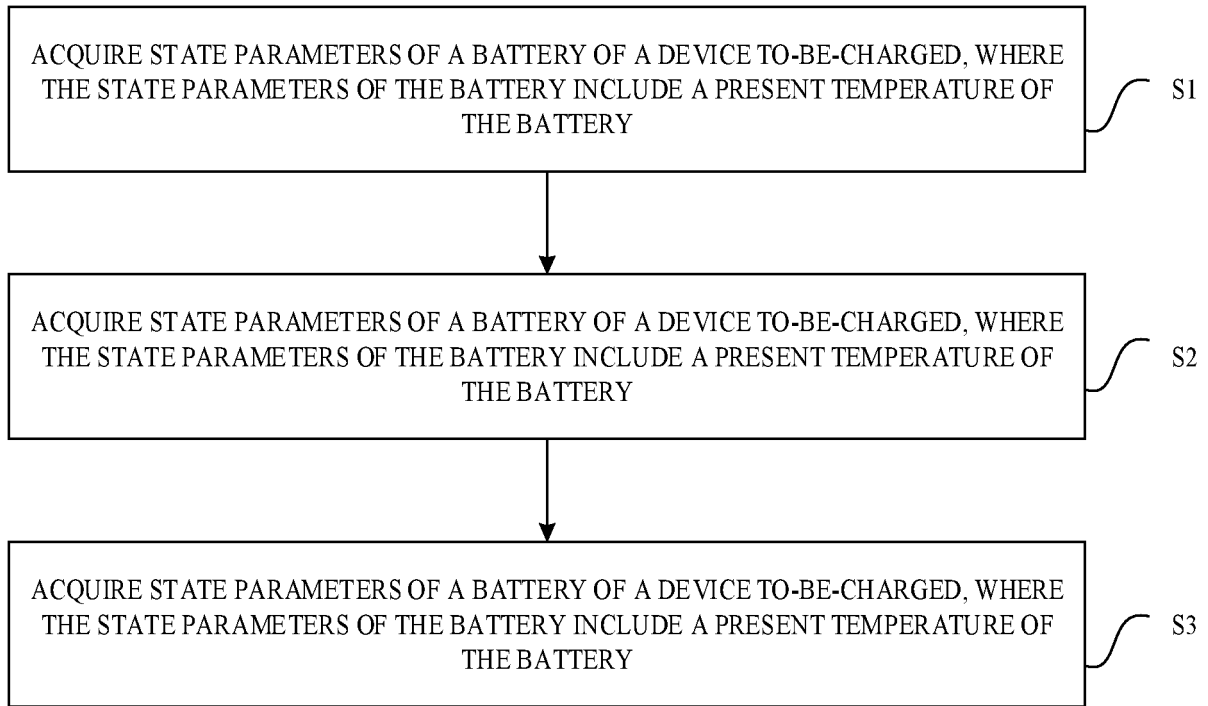 ACQUIRE STATE PARAMETERS OF A BATTERY OF A DEVICE TO-BE-CHARGED, WHERE
THE STATE PARAMETERS OF THE BATTERY INCLUDE A PRESENT TEMPERATURE OF
THE BATTERY
S1
ACQUIRE STATE PARAMETERS OF A BATTERY OF A DEVICE TO-BE-CHARGED, WHERE
THE STATE PARAMETERS OF THE BATTERY INCLUDE A PRESENT TEMPERATURE OF
THE BATTERY
S2
ACQUIRE STATE PARAMETERS OF A BATTERY OF A DEVICE TO-BE-CHARGED, WHERE
THE STATE PARAMETERS OF THE BATTERY INCLUDE A PRESENT TEMPERATURE OF
THE BATTERY
S3